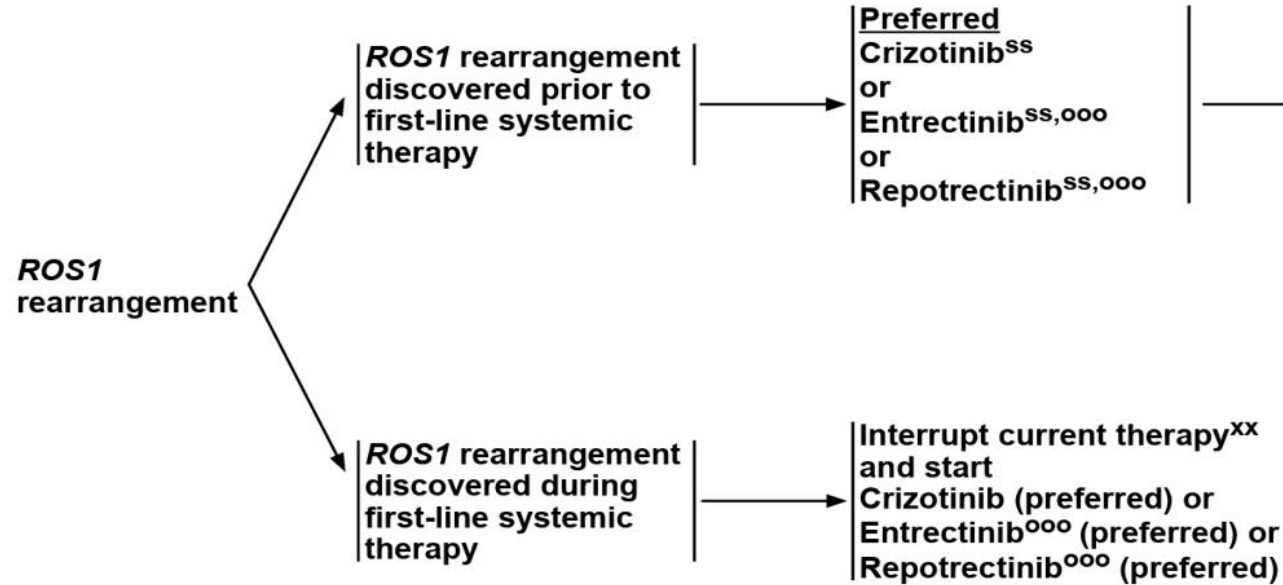 ROS1
rearrangement
ROS1 rearrangement
discovered prior to
first-line systemic
therapy
Preferred
Crizotinibss
or
Entrectinibss,ooo
or
Repotrectinibss,ooo
ROS1 rearrangement
discovered during
first-line systemic
therapy
Interrupt current therapyxx
and start
Crizotinib (preferred) or
Entrectinibooo (preferred) or
Repotrectinibooo (preferred)